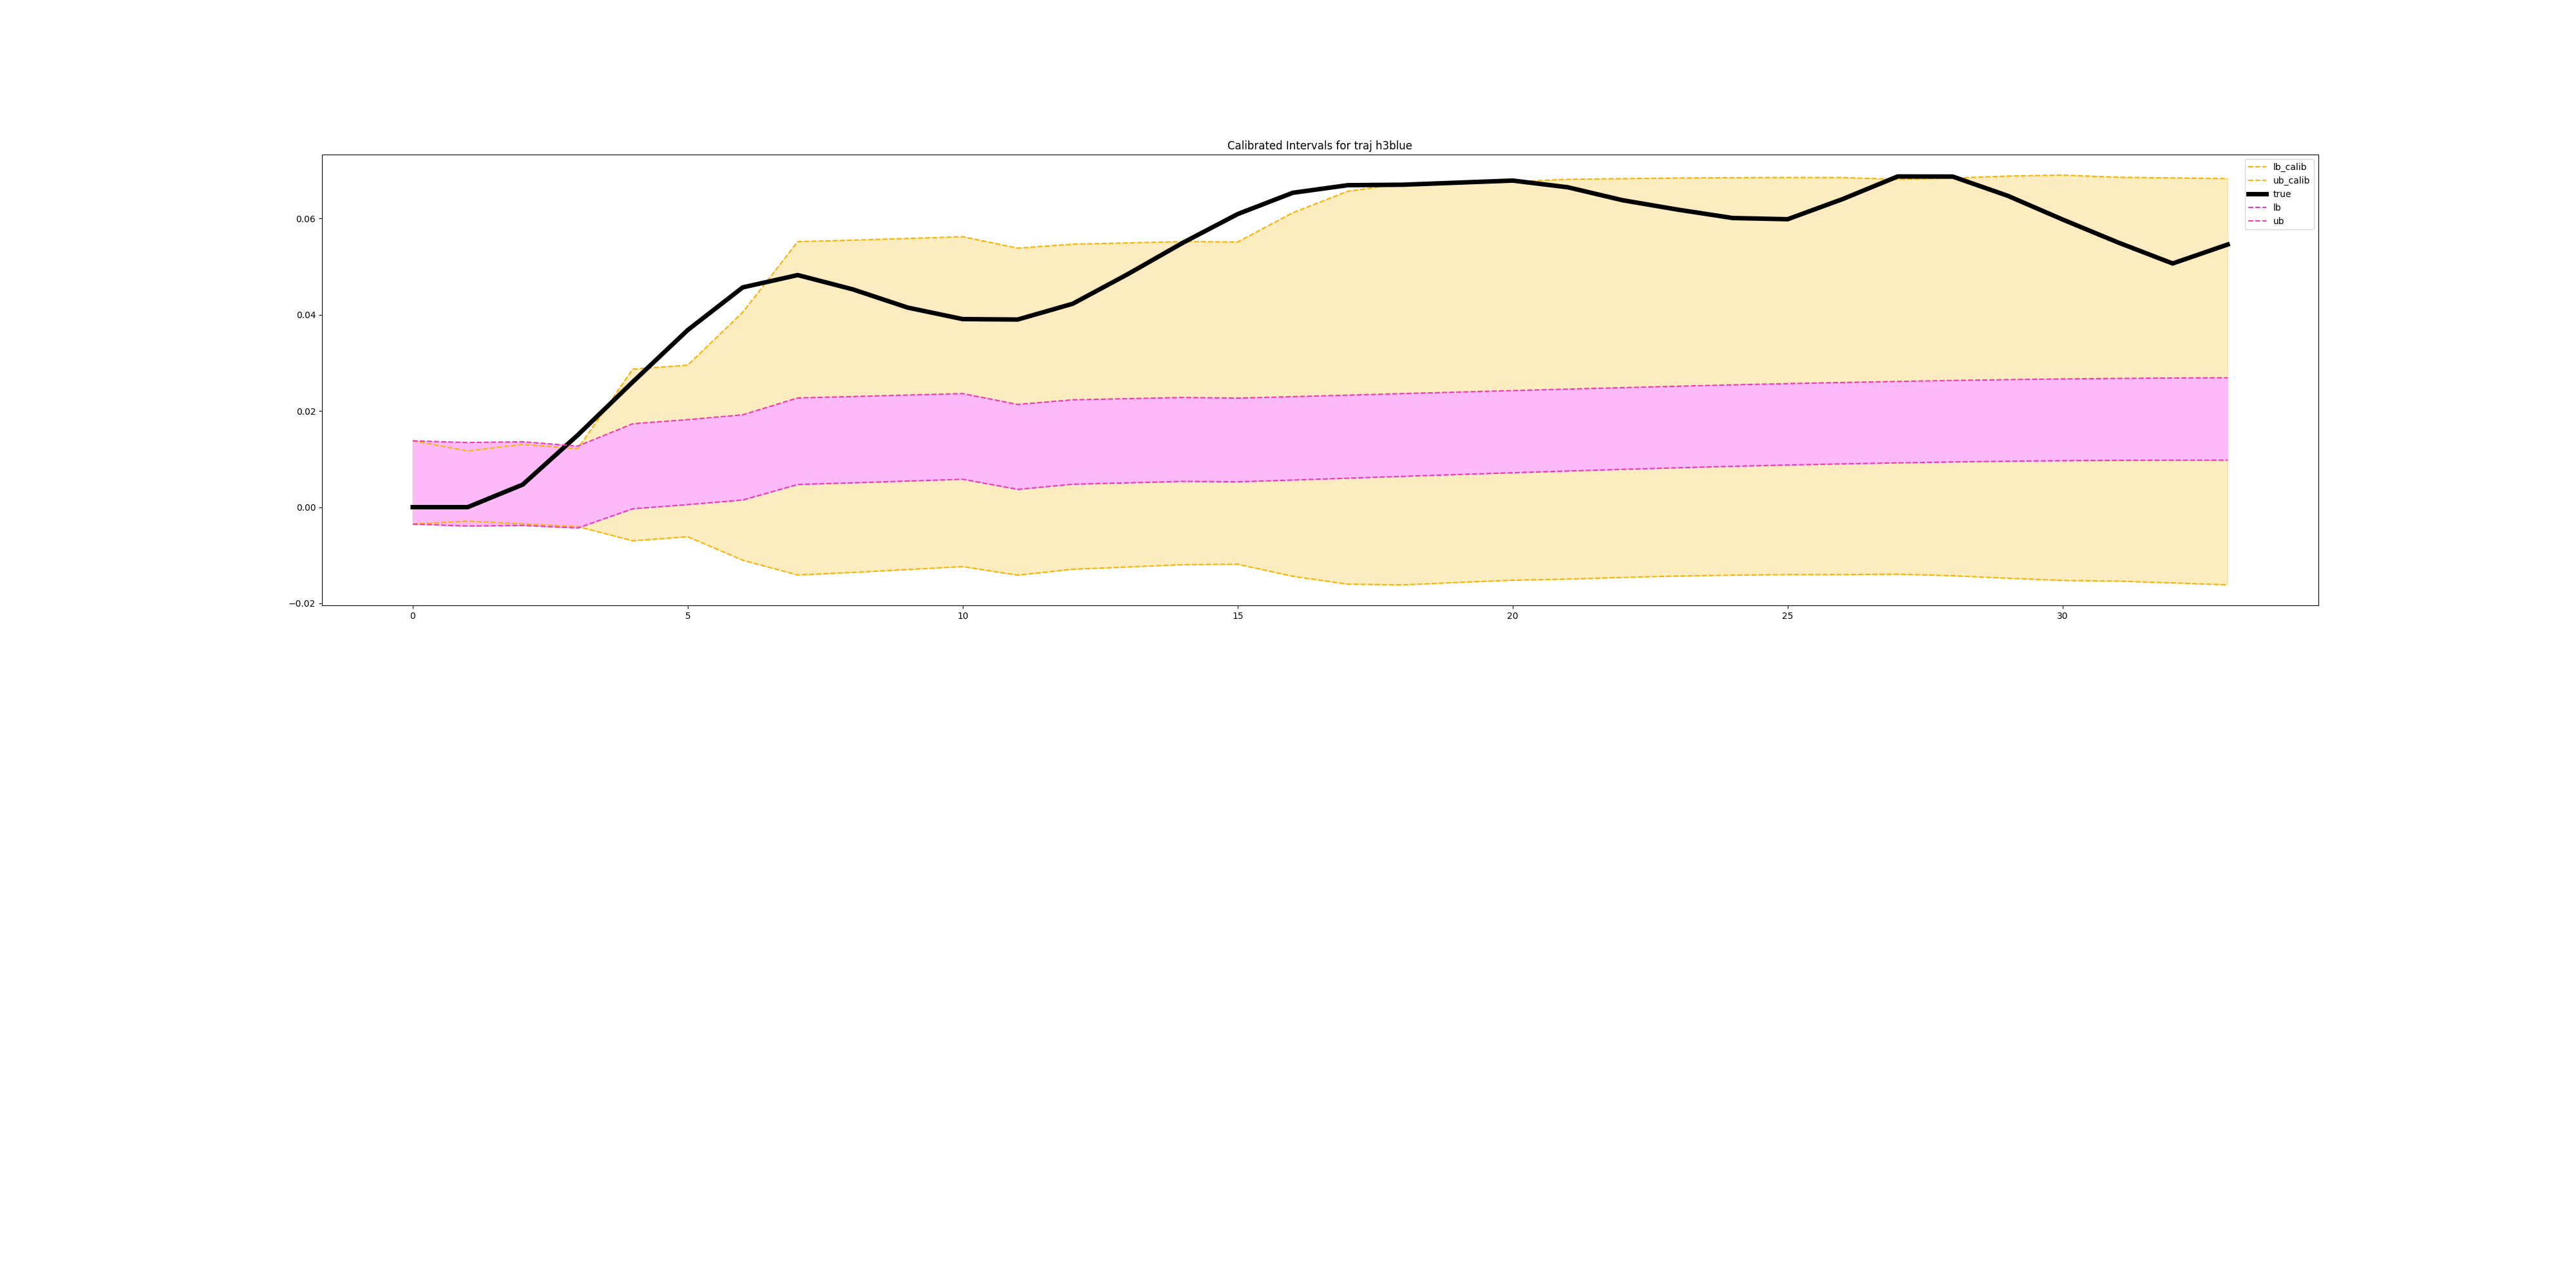 Calibrated Intervals for traj h3blue
lb_calib
ub_calib
true
lb
ub
0.06
0.04
0.02
0.00
−0.02
0 5 10 15 20 25 30